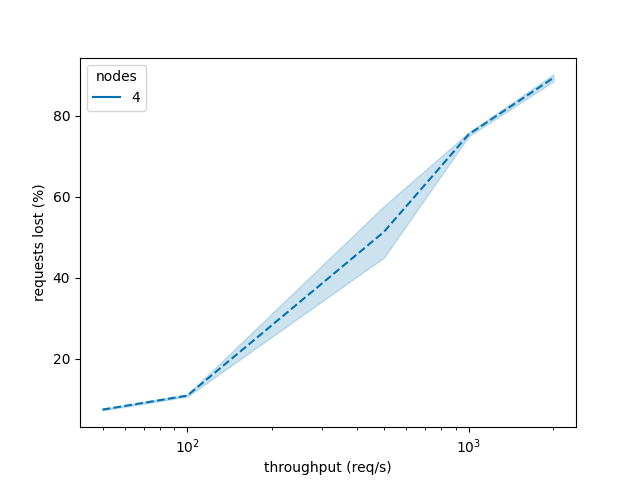 nodes
4
80
60
40
20
requests lost (%)
10²
10³
throughput (req/s)